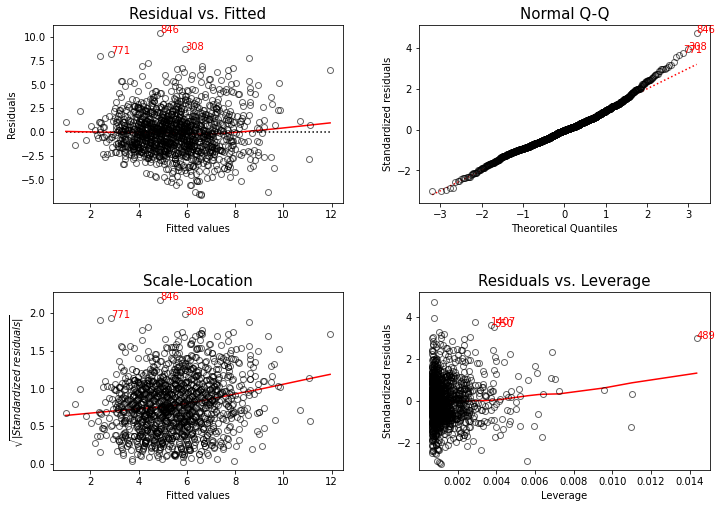 Residual vs. Fitted
846
771
308
10.0
7.5
5.0
2.5
0.0
−2.5
−5.0
Residuals
2 4 6 8 10 12
Fitted values
Normal Q-Q
846
308
4
2
0
−2
Standardized residuals
−3 −2 −1 0 1 2 3
Theoretical Quantiles
Scale-Location
846
771
308
2.0
1.5
1.0
0.5
0.0
√|Standardized residuals|
2 4 6 8 10 12
Fitted values
Residuals vs. Leverage
1407
489
4
2
0
−2
Standardized residuals
0.002 0.004 0.006 0.008 0.010 0.012 0.014
Leverage